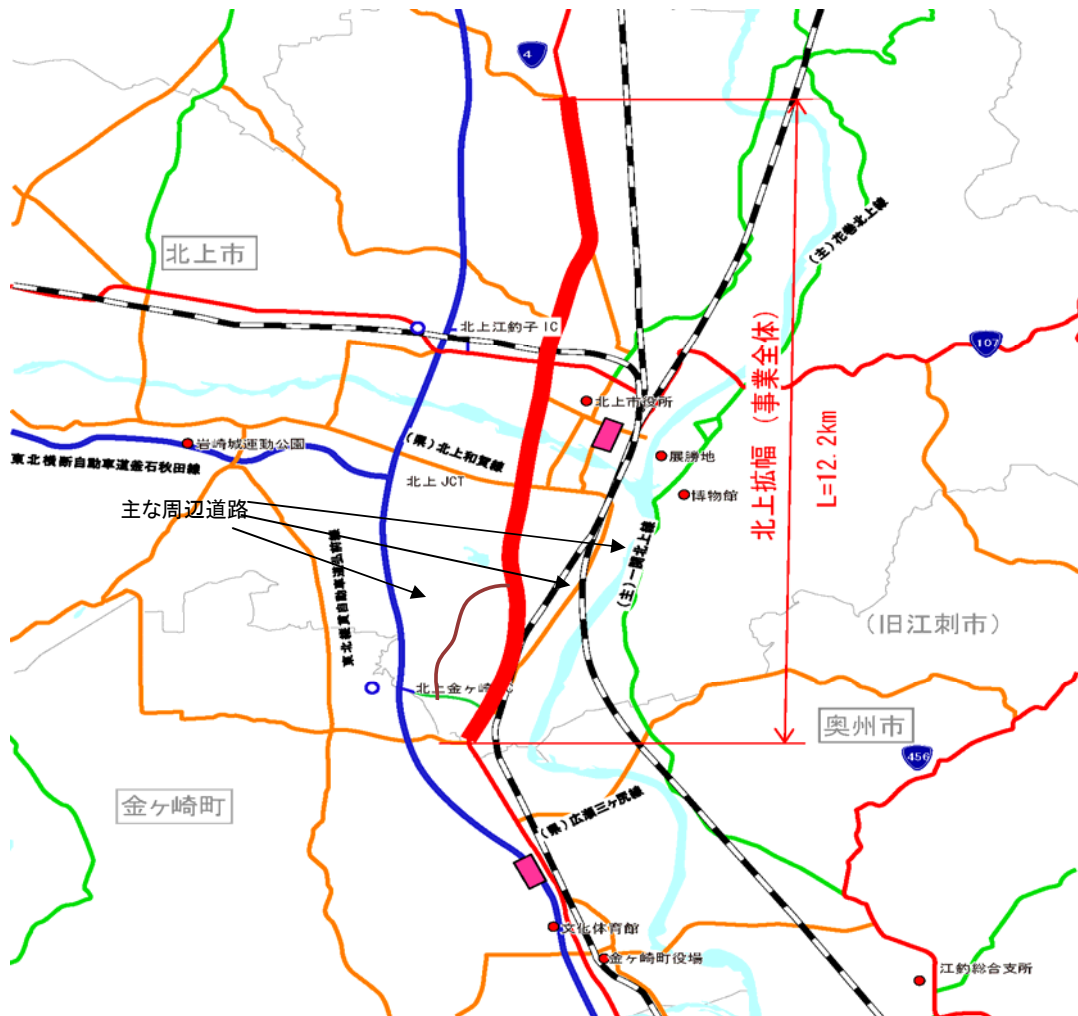 4
(主)花巻北上線
北上市
北上江釣子 IC
107
北上市役所
北上拡幅 (事業全体)
L=12.2km
岩崎城運動公園
(県)北上和賀線
展勝地
東北横断自動車道釜石秋田線
北上 JCT
博物館
主な周辺道路
(主)一関北上線
東北縦貫自動車道弘前線
(旧江刺市)
北上金ヶ崎IC
奥州市
456
金ヶ崎町
(県)広瀬三ヶ尻線
文化体育館
金ヶ崎町役場
江釣総合支所